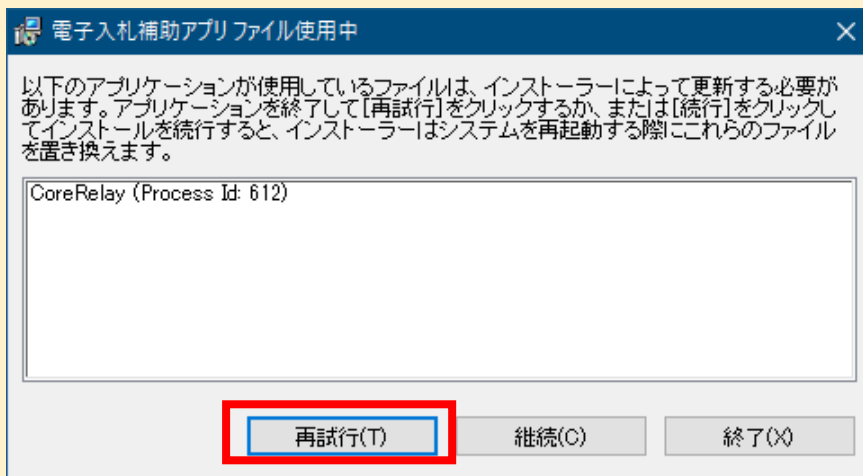 電子入札補助アプリ ファイル使用中
以下のアプリケーションが使用しているファイルは、インストーラーによって更新する必要が
あります。アプリケーションを終了して[再試行]をクリックするか、または[続行]をクリックし
てインストールを続行すると、インストーラーはシステムを再起動する際にこれらのファイル
を置き換えます。
CoreRelay (Process Id: 612)
再試行(T)
継続(C)
終了(X)